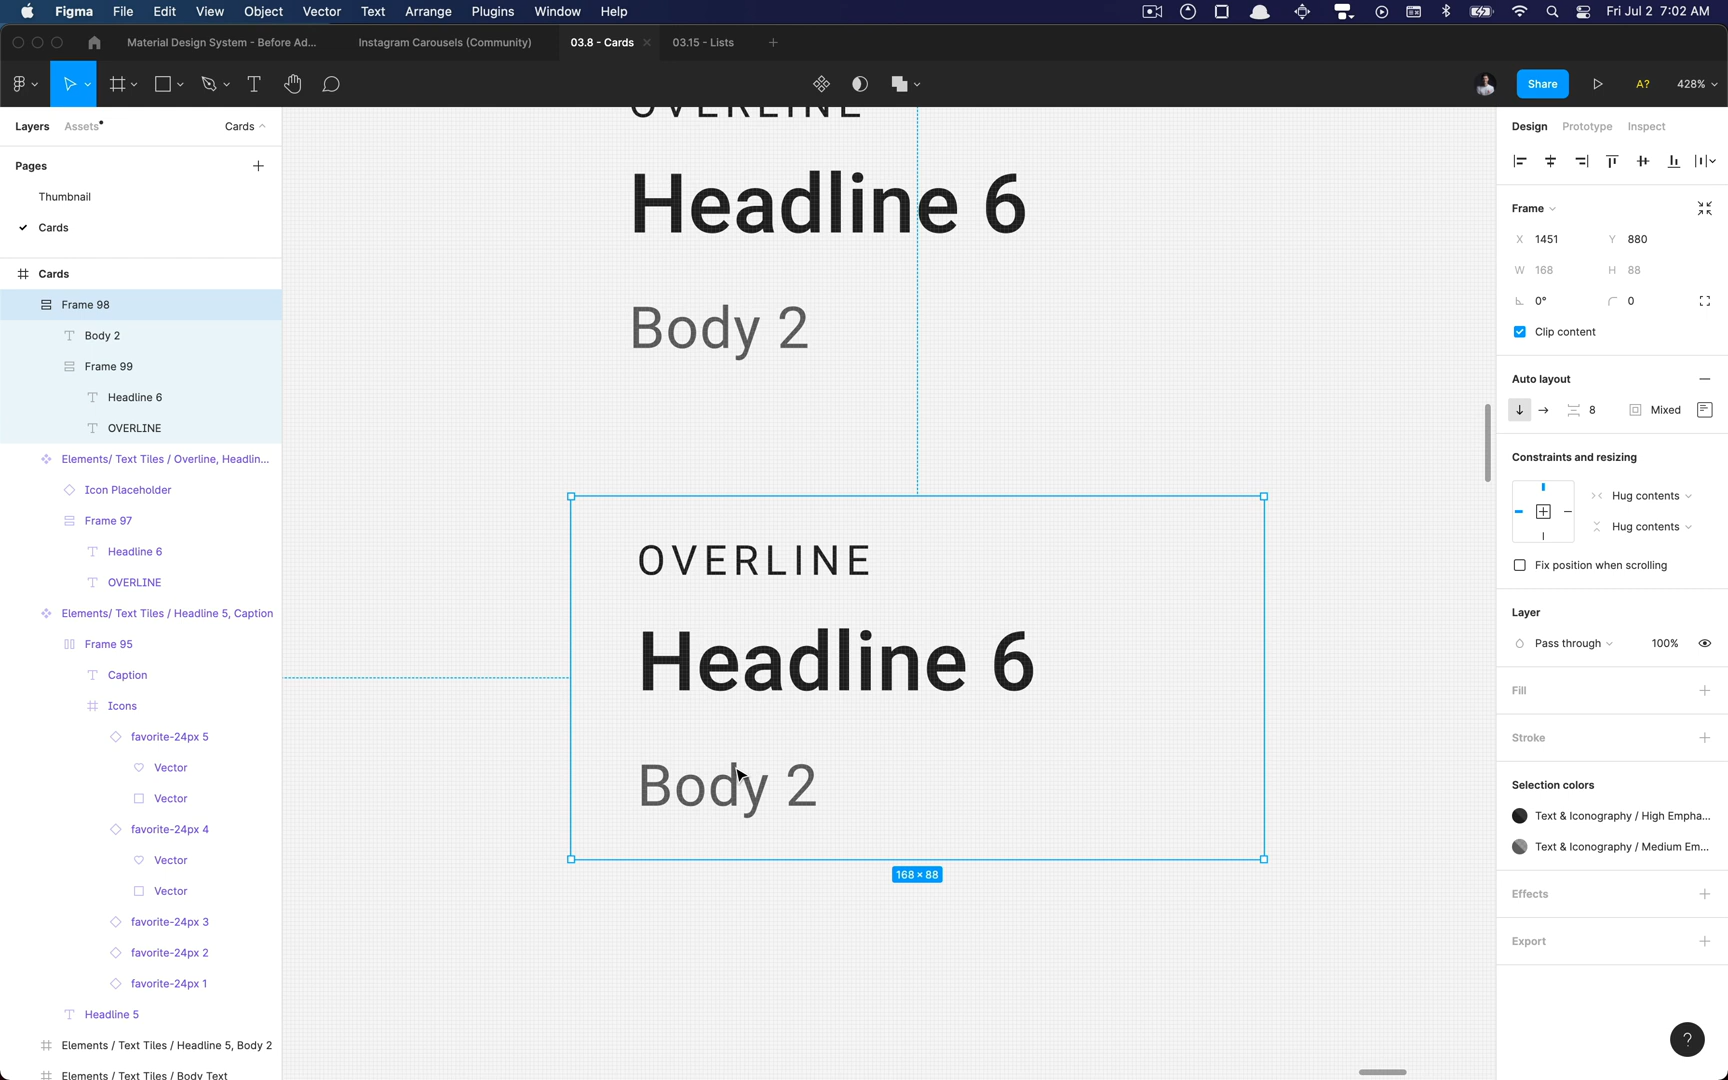 Figma File Edit View Object Vector Text Arrange Plugins Window Help Fri Jul 2 7:02 AM
Material Design System - Before Ad... Instagram Carousels (Community) 03.8 - Cards 03.15 - Lists
Share A? 428%
Layers Assets Cards
Pages
Thumbnail
Cards
Cards
Frame 98
Body 2
Frame 99
Headline 6
OVERLINE
Elements/ Text Tiles / Overline, Headlin...
Icon Placeholder
Frame 97
Headline 6
OVERLINE
Elements/ Text Tiles / Headline 5, Caption
Frame 95
Caption
Icons
favorite-24px 5
Vector
Vector
favorite-24px 4
Vector
Vector
favorite-24px 3
favorite-24px 2
favorite-24px 1
Headline 5
Elements / Text Tiles / Headline 5, Body 2
Elements / Text Tiles / Body Text
OVERLINE
Headline 6
Body 2
OVERLINE
Headline 6
Body 2
168 × 88
Design Prototype Inspect
Frame
X 1451 Y 880
W 168 H 88
0° 0
Clip content
Auto layout
8 Mixed
Constraints and resizing
Hug contents
Hug contents
Fix position when scrolling
Layer
Pass through 100%
Fill
Stroke
Selection colors
Text & Iconography / High Empha...
Text & Iconography / Medium Em...
Effects
Export
?